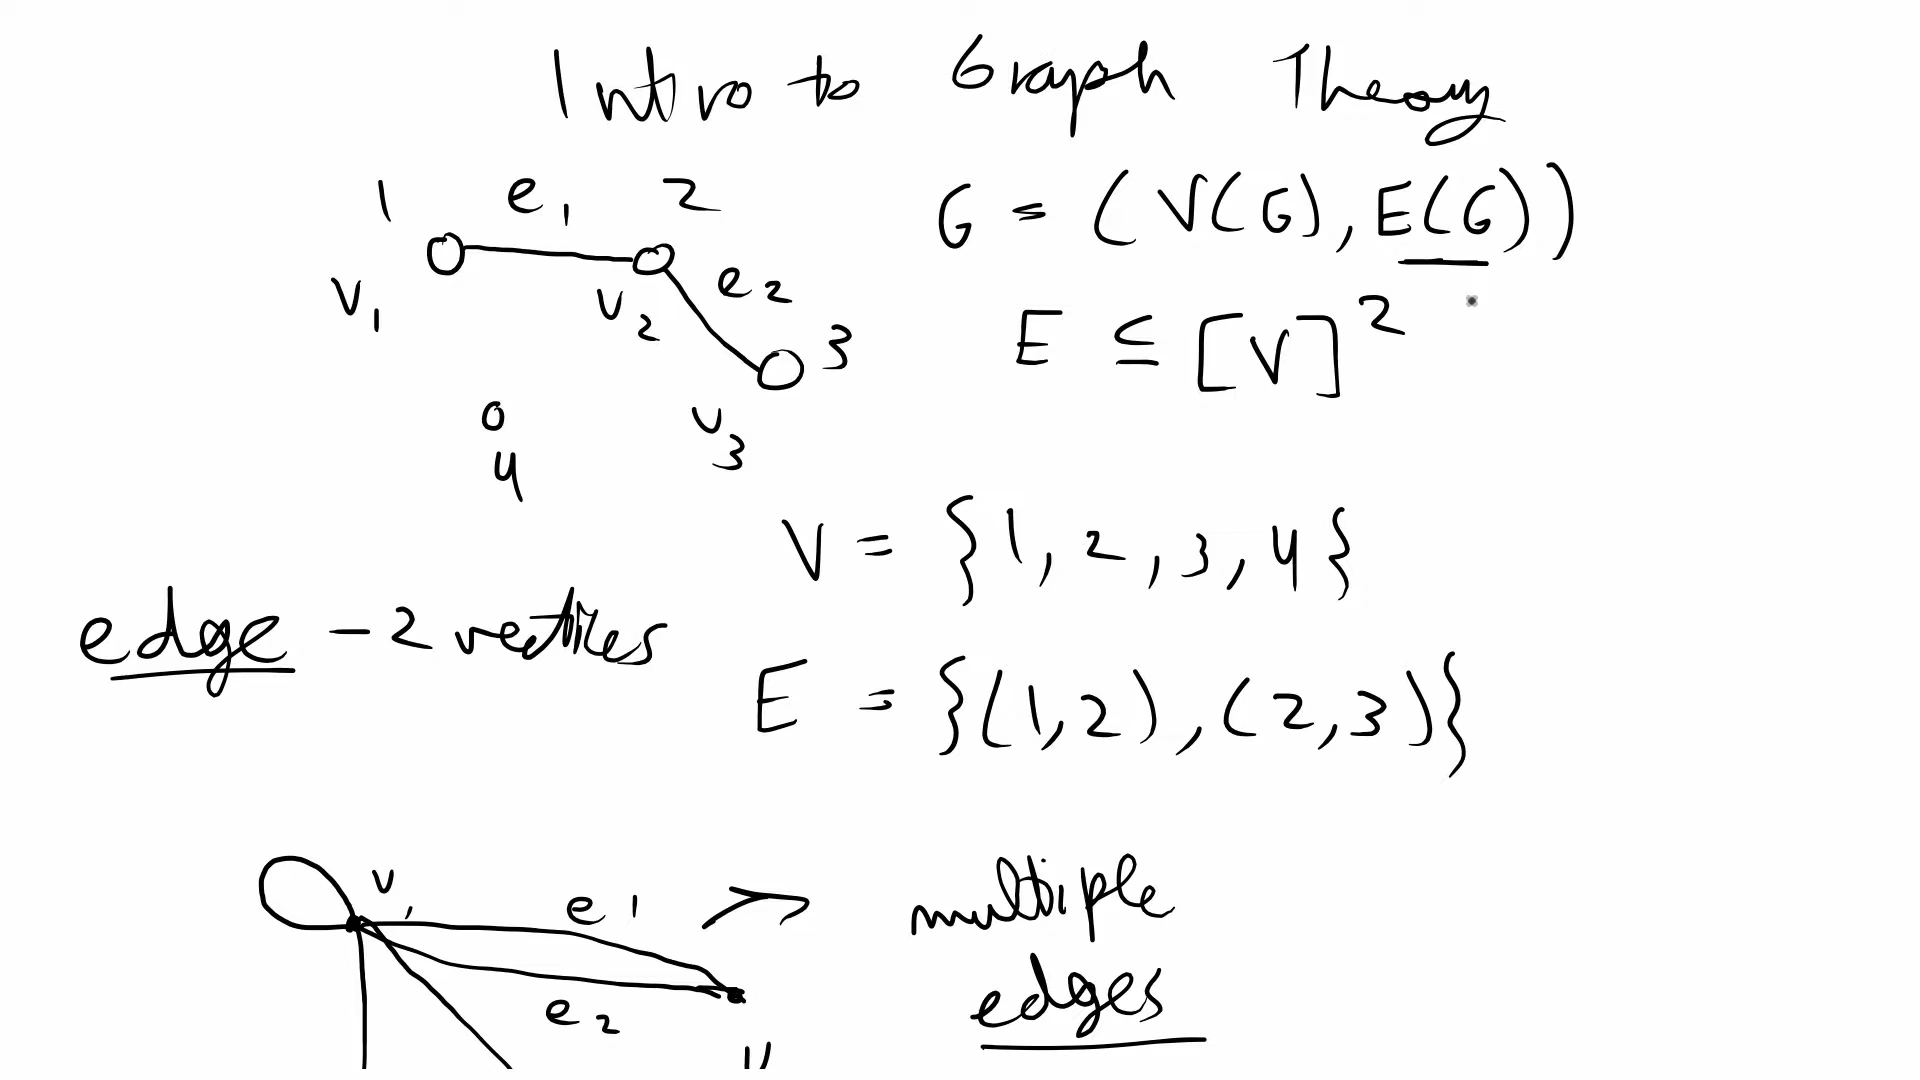 Intro to Graph Theory
1 e₁ 2
G = (V(G), E(G))
v₁ v₂ e₂ 3
E ⊆ [V]²
4 v₃
V = {1, 2, 3, 4}
edge - 2 vertices
E = {(1,2), (2,3)}
v₁ e₁ multiple
e₂ edges